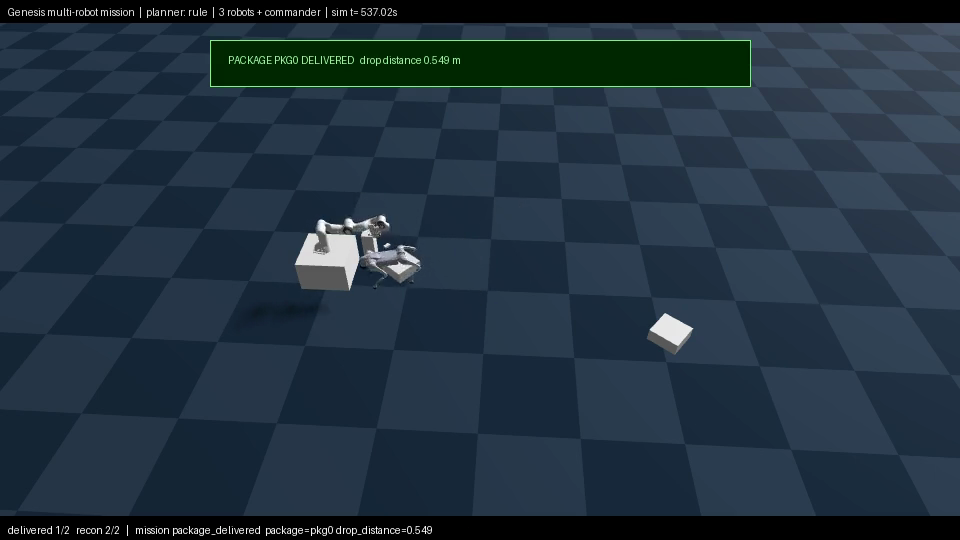 Genesis multi-robot mission | planner: rule | 3 robots + commander | sim t= 537.02s
PACKAGE PKG0 DELIVERED drop distance 0.549 m
delivered 1/2 recon 2/2 | mission package_delivered package=pkg0 drop_distance=0.549